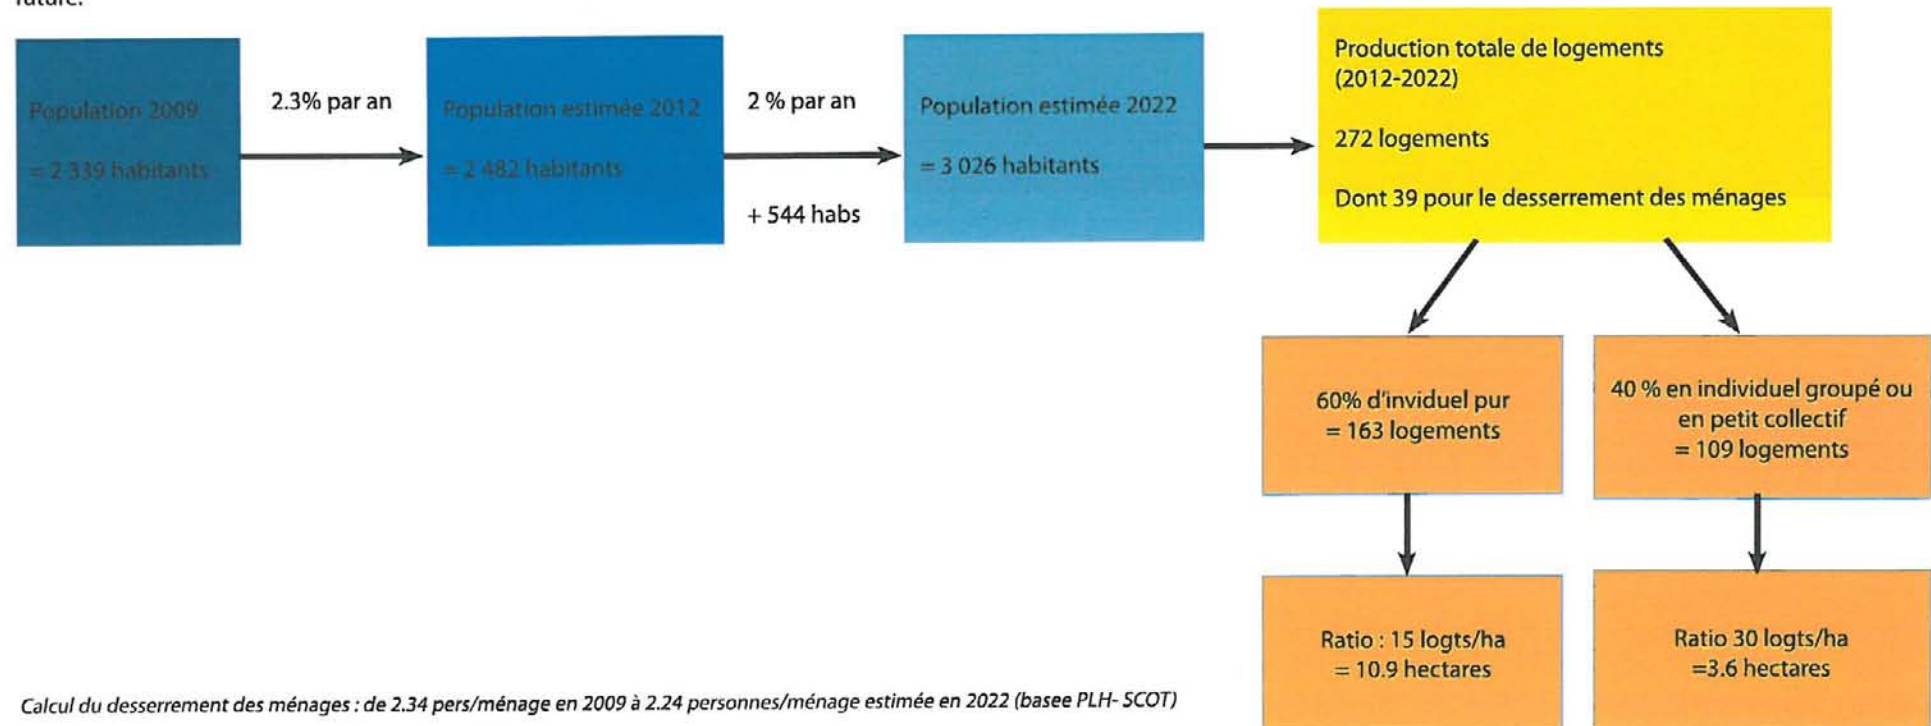 future.
Population 2009
= 2 339 habitants
2.3% par an
Population estimée 2012
= 2 482 habitants
2 % par an
+ 544 habs
Population estimée 2022
= 3 026 habitants
Production totale de logements
(2012-2022)
272 logements
Dont 39 pour le desserrement des ménages
60% d'inviduel pur
= 163 logements
40 % en individuel groupé ou
en petit collectif
= 109 logements
Ratio : 15 logts/ha
= 10.9 hectares
Ratio 30 logts/ha
=3.6 hectares
Calcul du desserrement des ménages : de 2.34 pers/ménage en 2009 à 2.24 personnes/ménage estimée en 2022 (basee PLH- SCOT)